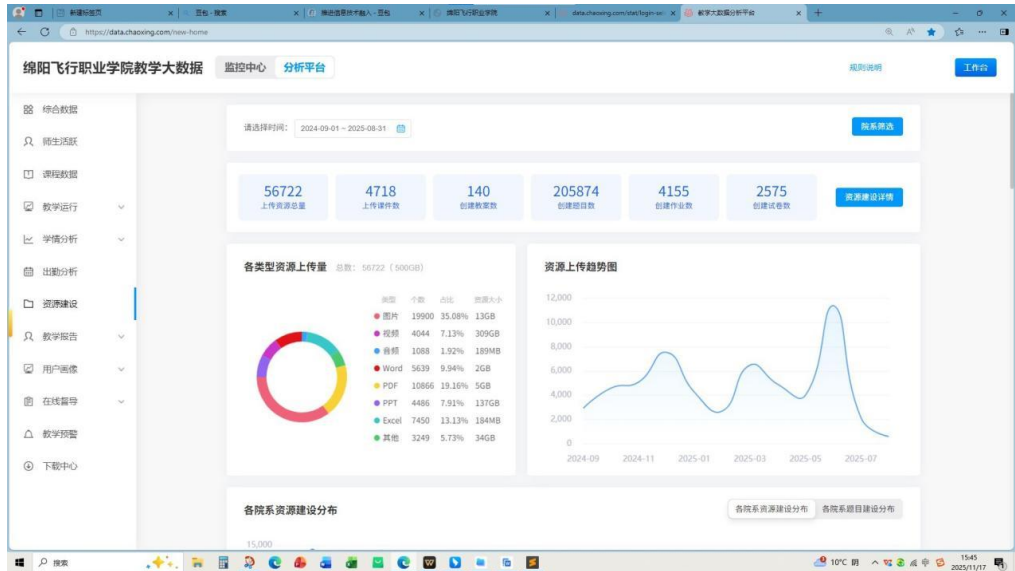 新建标签页
豆包 - 搜索
推进信息技术融入 - 豆包
绵阳飞行职业学院
data.chaoxing.com/stat/login-scr
教学大数据分析平台
https://data.chaoxing.com/new-home
绵阳飞行职业学院教学大数据
监控中心 分析平台
规则说明
工作台
综合数据
师生活跃
课程数据
教学运行
学情分析
出勤分析
资源建设
教学报告
用户画像
在线督导
教学预警
下载中心
请选择时间: 2024-09-01 ~ 2025-08-31
院系筛选
56722 4718 140 205874 4155 2575
上传资源总量 上传课件数 创建教案数 创建题目数 创建作业数 创建试卷数
资源建设详情
各类型资源上传量 总数: 56722 ( 500GB)
类型 个数 占比 资源大小
图片 19900 35.08% 13GB
视频 4044 7.13% 309GB
音频 1088 1.92% 189MB
Word 5639 9.94% 2GB
PDF 10866 19.16% 5GB
PPT 4486 7.91% 137GB
Excel 7450 13.13% 184MB
其他 3249 5.73% 34GB
资源上传趋势图
12,000
10,000
8,000
6,000
4,000
2,000
0
2024-09 2024-11 2025-01 2025-03 2025-05 2025-07
各院系资源建设分布
各院系资源建设分布 各院系题目建设分布
15,000
搜索
10°C 阴
中
15:45
2025/11/17